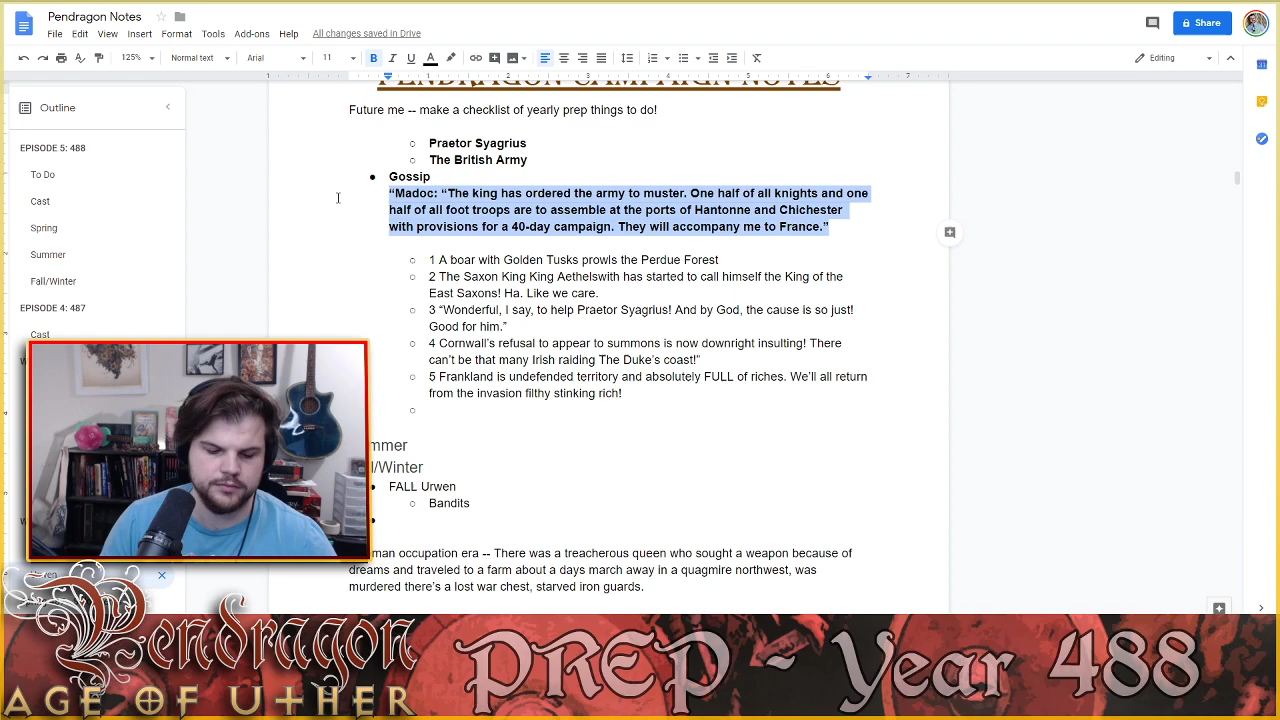 Pendragon Notes
Share
File Edit View Insert Format Tools Add-ons Help All changes saved in Drive
125% Normal text Arial 11 B I U A Editing
1 1 2 3 4 5 6 7
PENDRAGON CAMPAIGN NOTES
Outline
Future me -- make a checklist of yearly prep things to do!
EPISODE 5: 488
To Do
Cast
Spring
Summer
Fall/Winter
EPISODE 4: 487
Cast
Praetor Syagrius
The British Army
Gossip
“Madoc: “The king has ordered the army to muster. One half of all knights and one
half of all foot troops are to assemble at the ports of Hantonne and Chichester
with provisions for a 40-day campaign. They will accompany me to France.”
1 A boar with Golden Tusks prowls the Perdue Forest
2 The Saxon King King Aethelswith has started to call himself the King of the
East Saxons! Ha. Like we care.
3 “Wonderful, I say, to help Praetor Syagrius! And by God, the cause is so just!
Good for him.”
4 Cornwall’s refusal to appear to summons is now downright insulting! There
can’t be that many Irish raiding The Duke’s coast!”
5 Frankland is undefended territory and absolutely FULL of riches. We’ll all return
from the invasion filthy stinking rich!
mmer
l/Winter
FALL Urwen
Bandits
man occupation era -- There was a treacherous queen who sought a weapon because of
dreams and traveled to a farm about a days march away in a quagmire northwest, was
murdered there’s a lost war chest, starved iron guards.
Pendragon
AGE OF UTHER
PREP - Year 488